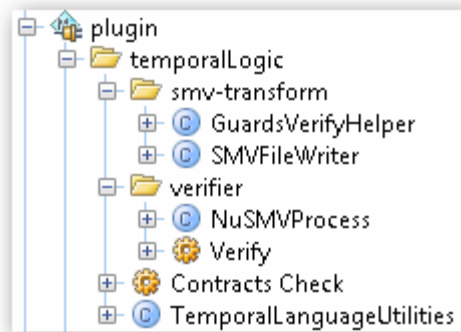 plugin
temporalLogic
smv-transform
C GuardsVerifyHelper
C SMVFileWriter
verifier
C NuSMVProcess
Verify
Contracts Check
C TemporalLanguageUtilities